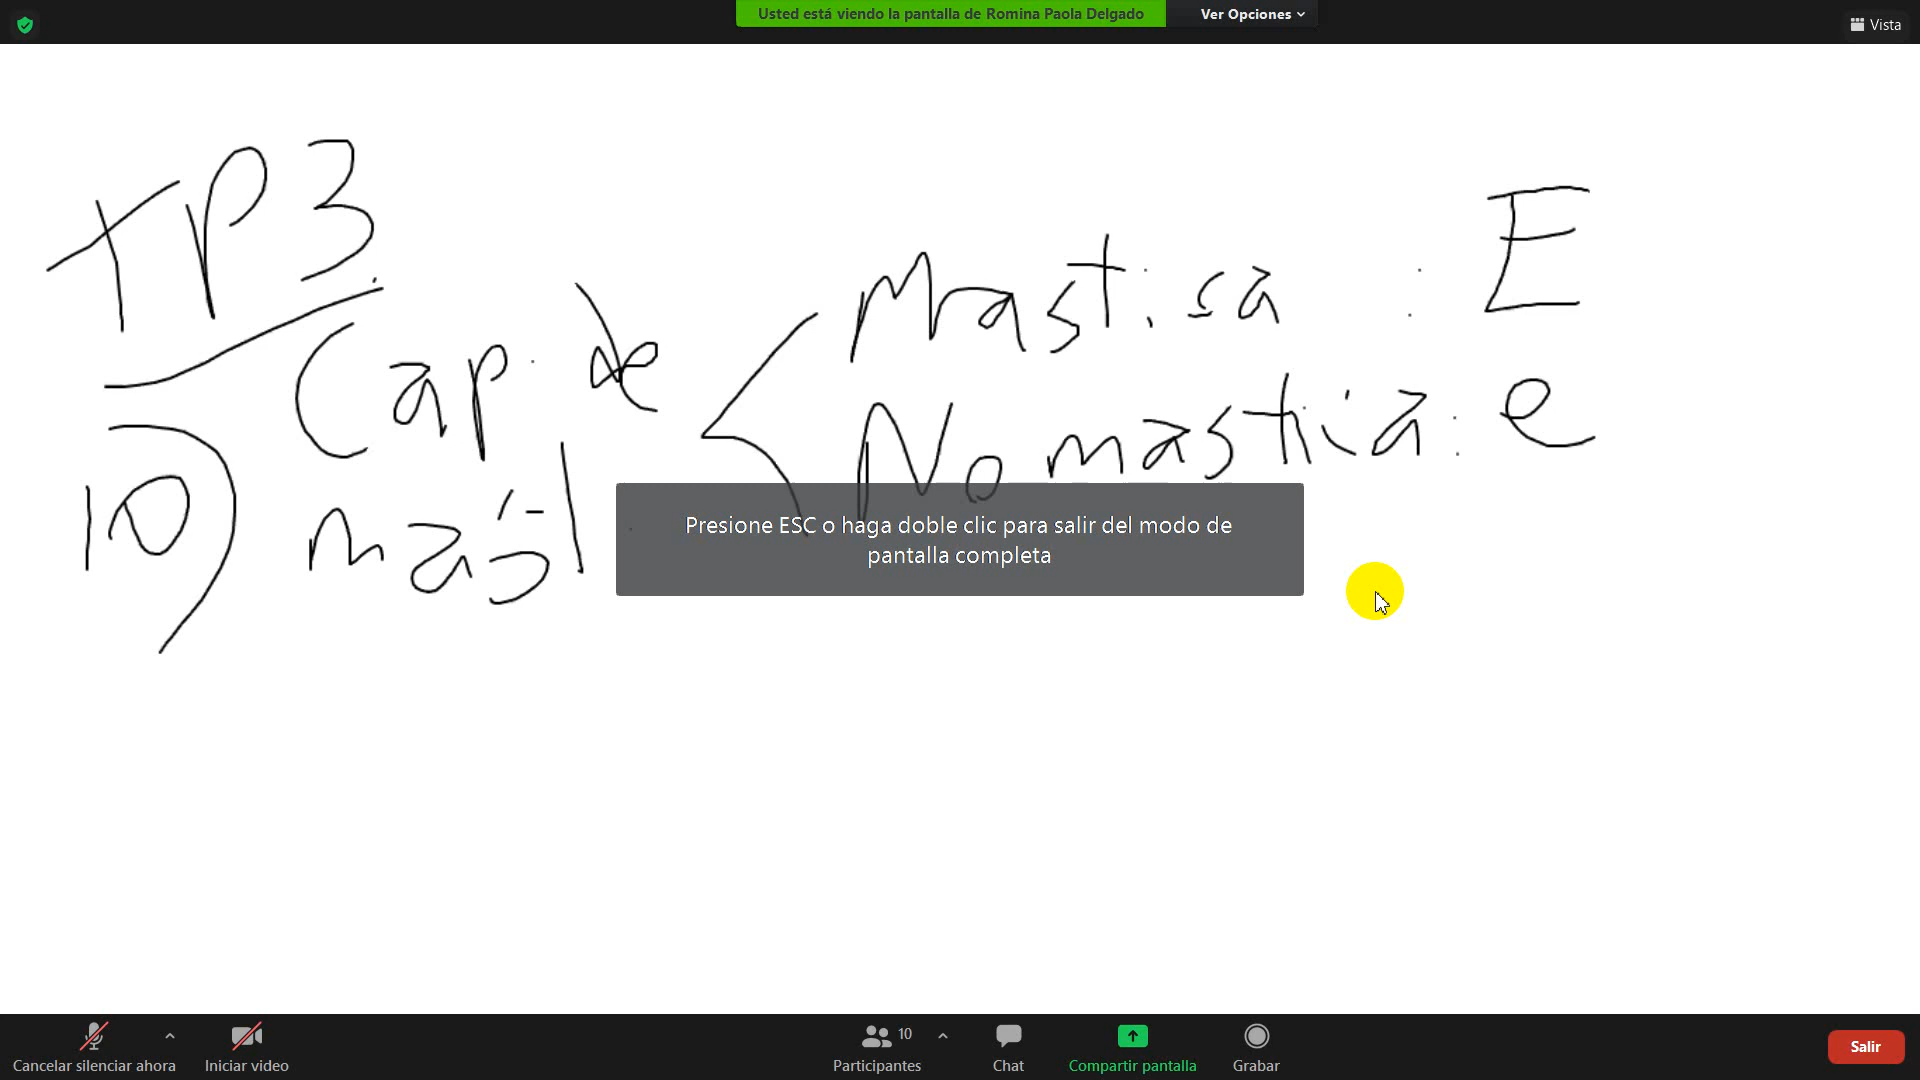 Usted está viendo la pantalla de Romina Paola Delgado
Ver Opciones
Vista
TP3
10)
Cap. de
Mastica : E
No mastica : e
Presione ESC o haga doble clic para salir del modo de
pantalla completa
Cancelar silenciar ahora
Iniciar video
10
Participantes
Chat
Compartir pantalla
Grabar
Salir